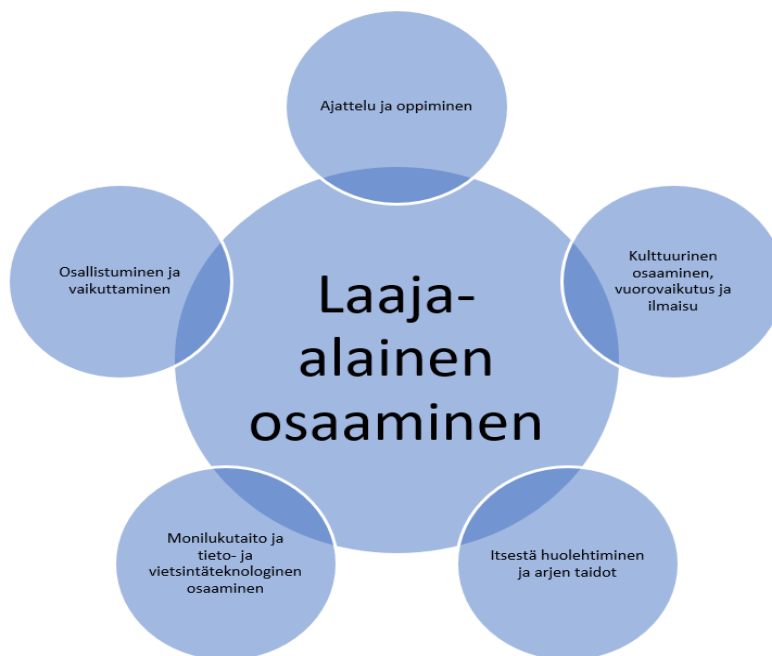 Ajattelu ja oppiminen
Kulttuurinen
osaaminen,
vuorovaikutus ja
ilmaisu
Osallistuminen ja
vaikuttaminen
Laaja-
alainen
osaaminen
Monilukutaito ja
tieto- ja
vietsintäteknologinen
osaaminen
Itsestä huolehtiminen
ja arjen taidot